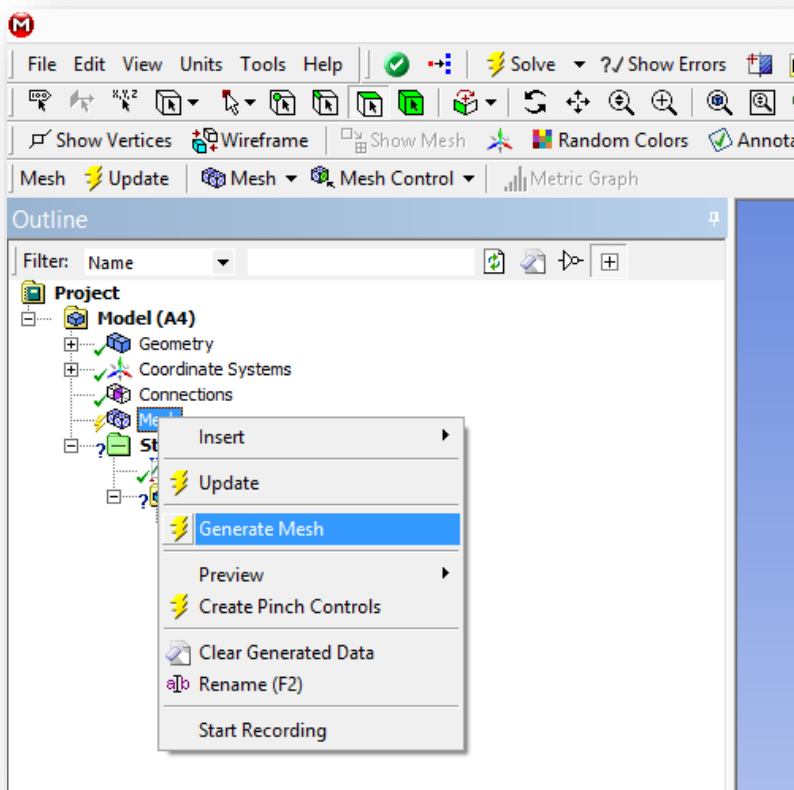 File Edit View Units Tools Help Solve ?/ Show Errors
Show Vertices Wireframe Show Mesh Random Colors Annota
Mesh Update Mesh Mesh Control Metric Graph
Outline
Filter: Name
Project
Model (A4)
Geometry
Coordinate Systems
Connections
Mesh
St
Insert
Update
Generate Mesh
Preview
Create Pinch Controls
Clear Generated Data
Rename (F2)
Start Recording